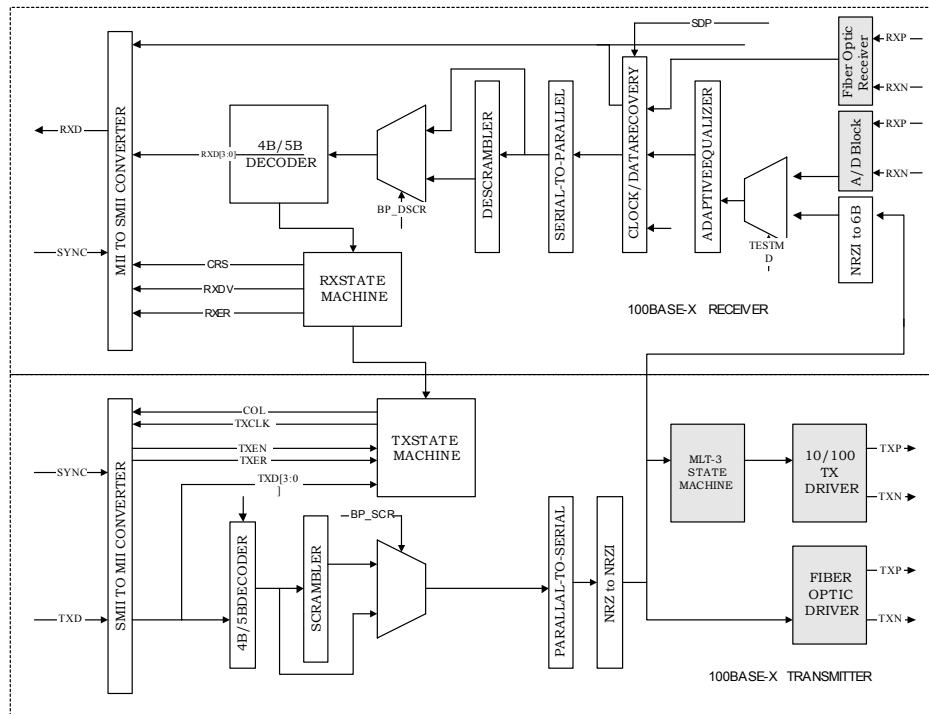 SDP
RXP
RXN
Fiber Optic
Receiver
RXP
RXN
A/D Block
NRZI to 6B
TESTM
D
ADAPTIVEEQUALIZER
CLOCK/DATARECOVERY
SERIAL-TO-PARALLEL
DESCRAMBLER
BP_DSCR
4B/5B
DECODER
RXD[3:0]
RXD
MII TO SMII CONVERTER
SYNC
CRS
RXDV
RXER
RXSTATE
MACHINE
100BASE-X RECEIVER
COL
TXCLK
TXEN
TXER
TXD[3:0
]
TXSTATE
MACHINE
SYNC
SMII TO MII CONVERTER
TXD
4B/5BDECODER
SCRAMBLER
BP_SCR
PARALLAL-TO-SERIAL
NRZ to NRZI
MLT-3
STATE
MACHINE
10/100
TX
DRIVER
TXP
TXN
FIBER
OPTIC
DRIVER
TXP
TXN
100BASE-X TRANSMITTER